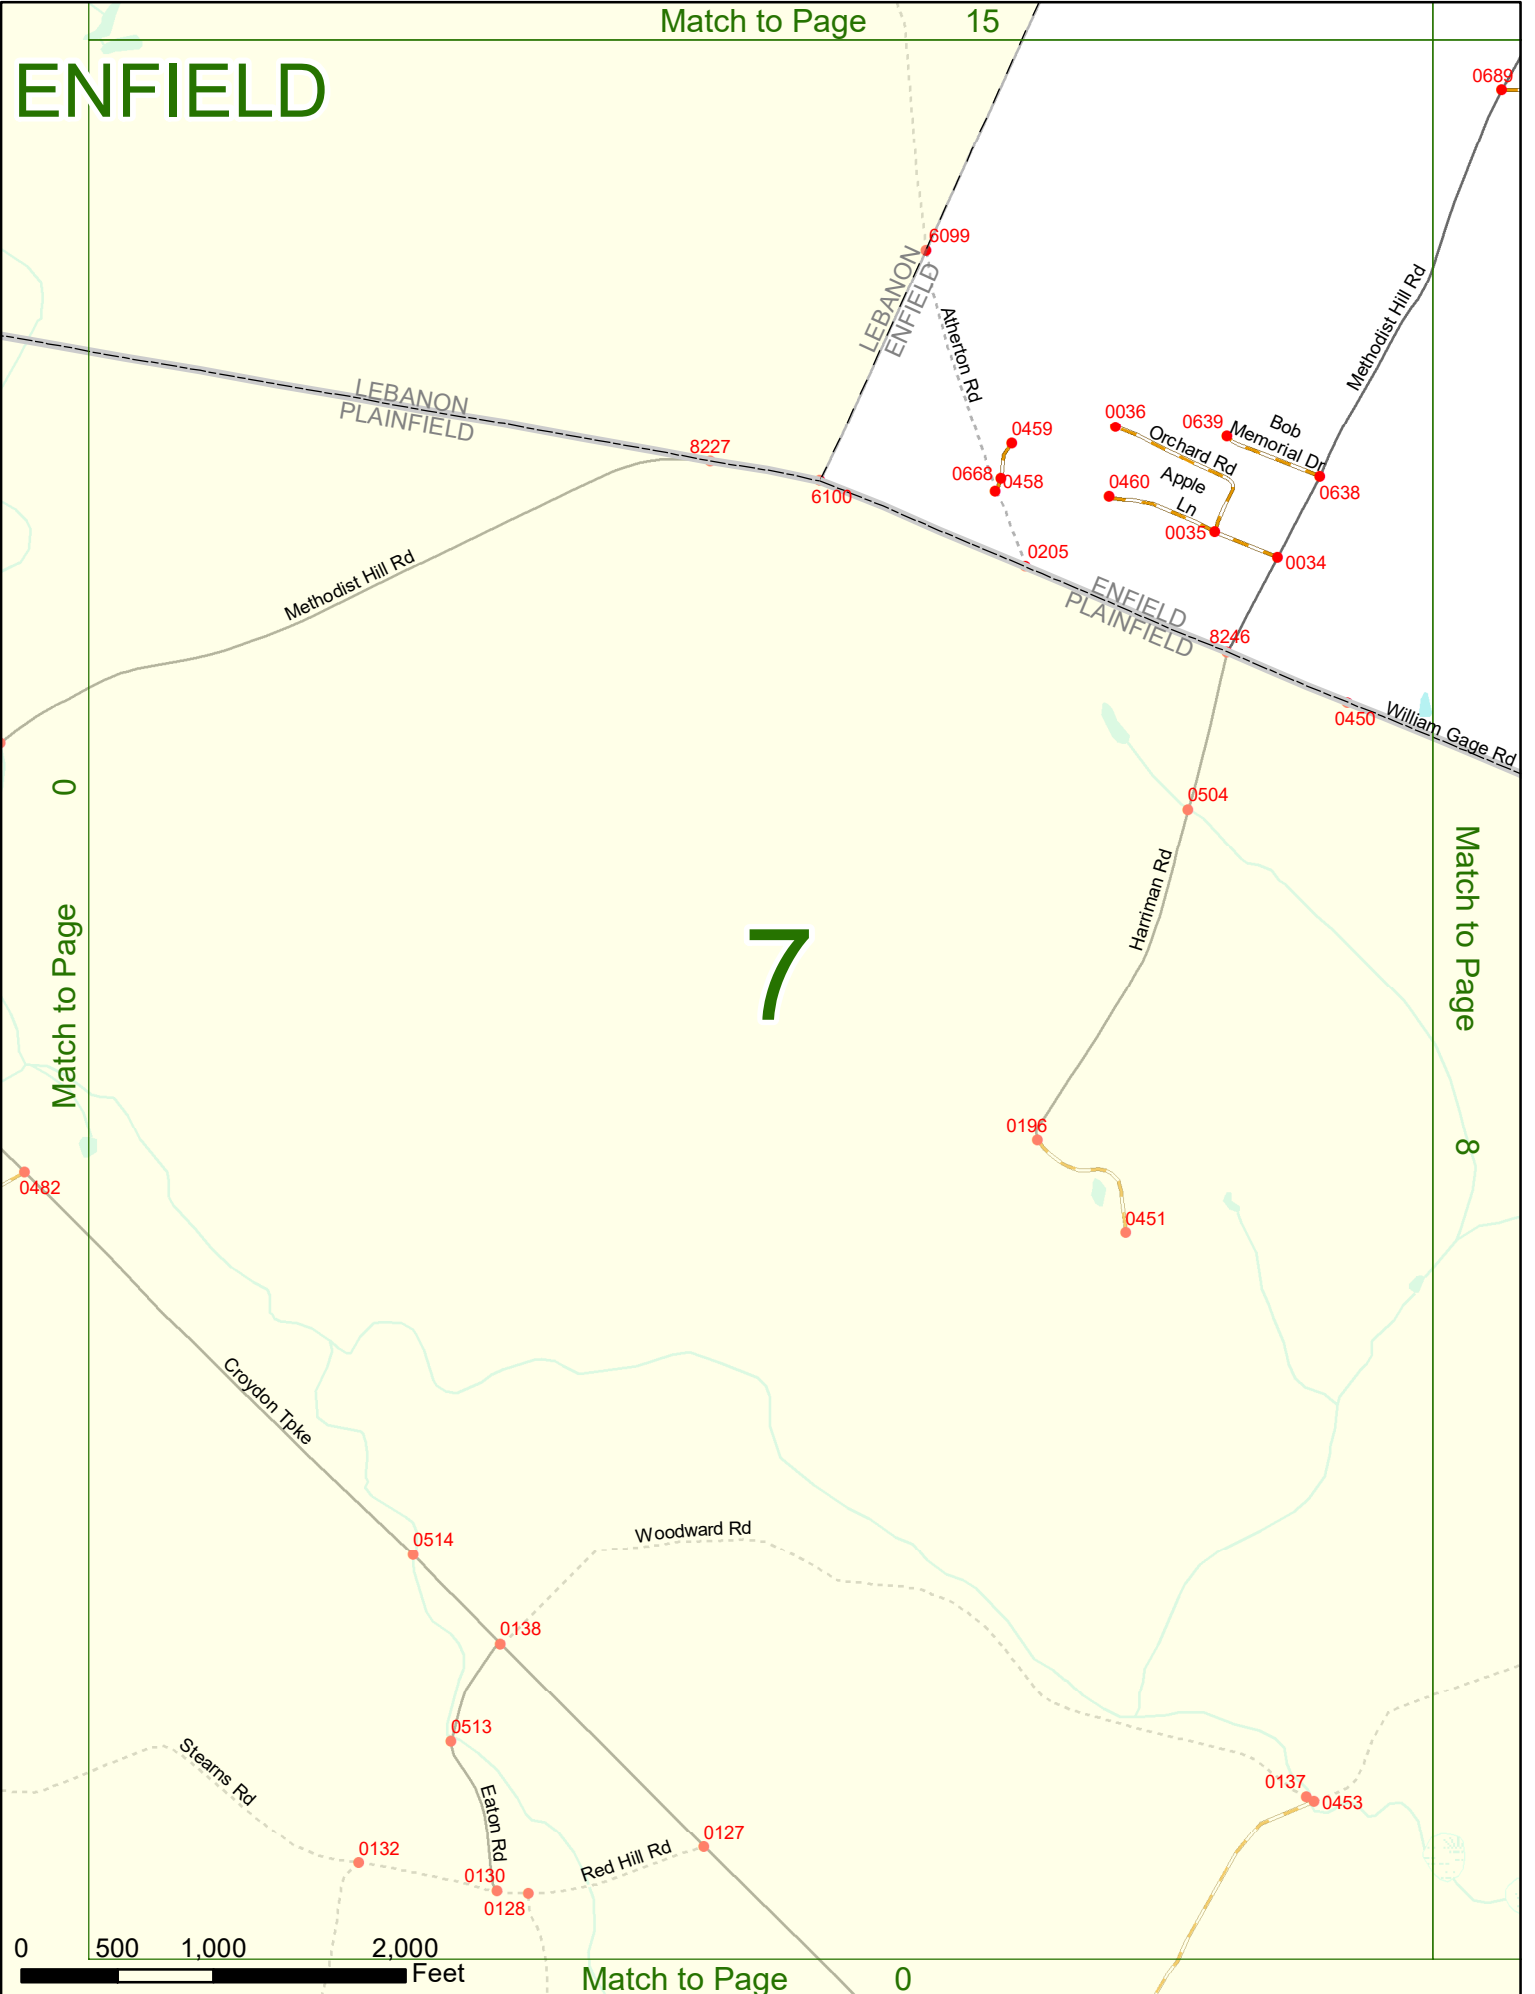 Match to Page 15
ENFIELD
0689
6099
LEBANON
ENFIELD
Atherton Rd
Methodist Hill Rd
LEBANON
PLAINFIELD
8227
6100
0459
0668
0458
0036
0639
Bob
Memorial Dr
Orchard Rd
0638
0460
Apple
Ln
0035
0034
0205
ENFIELD
PLAINFIELD
8246
Methodist Hill Rd
0450
William Gage Rd
0504
Match to Page 0
Match to Page 8
Harriman Rd
7
0196
0451
0482
Croydon Tpke
0514
Woodward Rd
0138
0513
Stearns Rd
Eaton Rd
0137
0453
0132
0127
Red Hill Rd
0130
0128
0 500 1,000 2,000
Feet
Match to Page 0